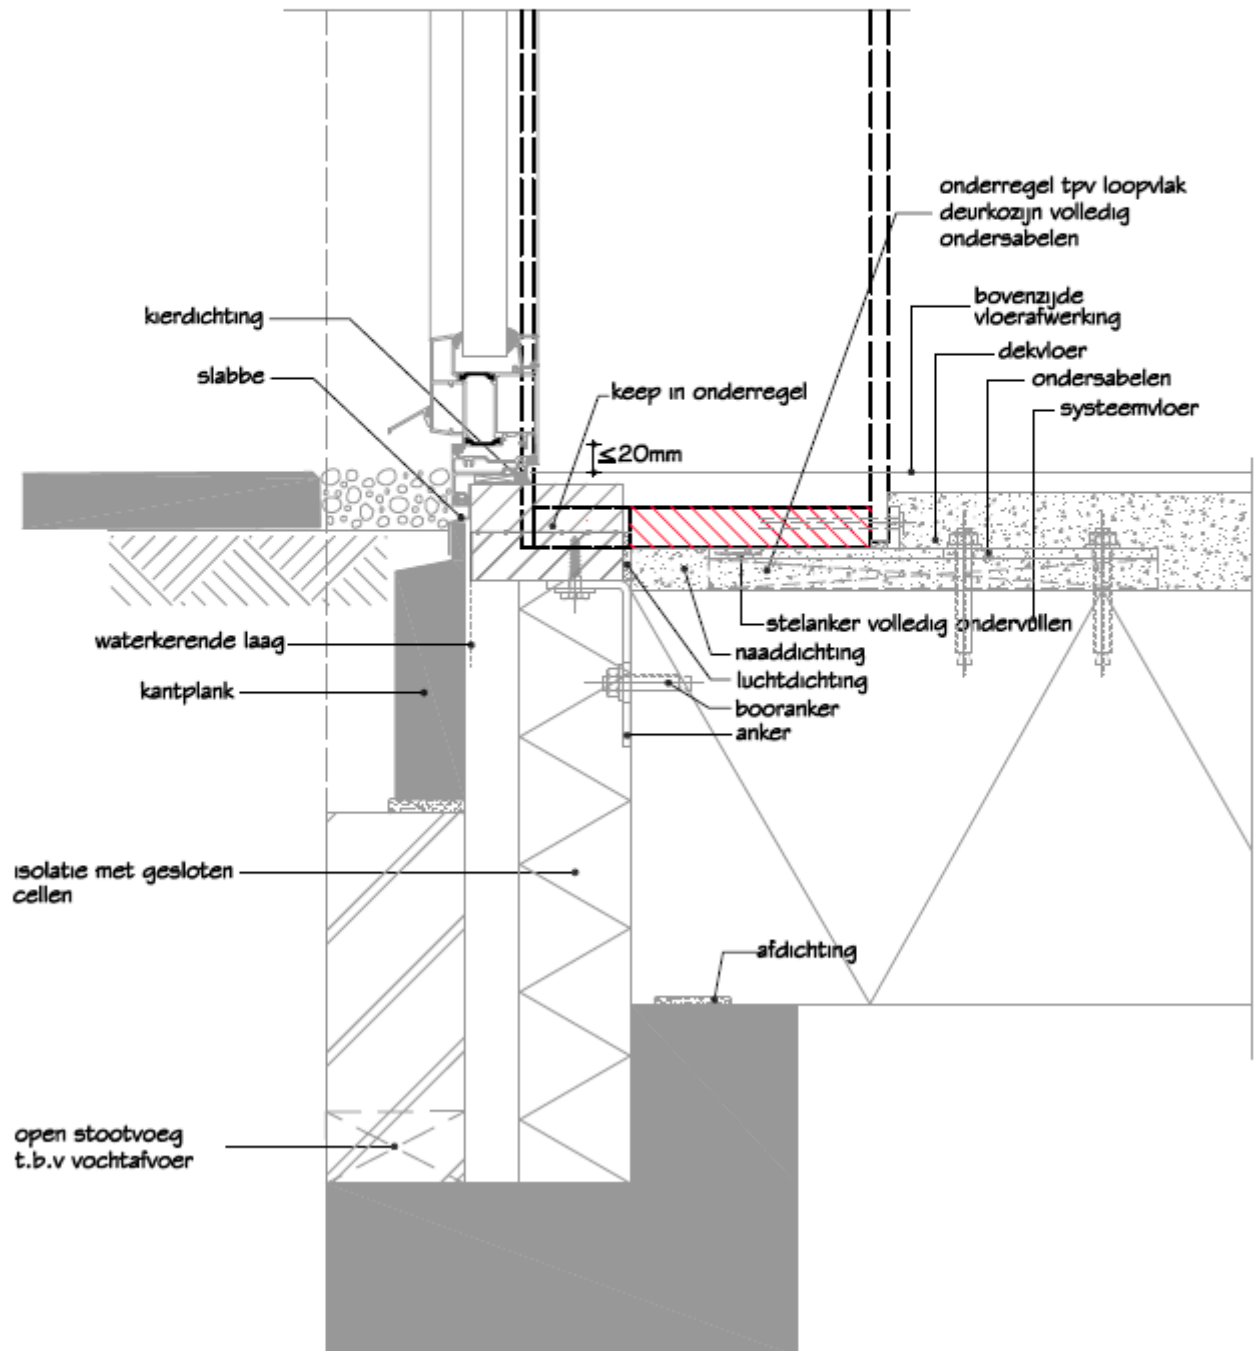 onderregel tpv loopvlak
deurkozijn volledig
ondersabelen
bovenzijde
vloerafwerking
kierdichting
dekvloer
slabbe
ondersabelen
keep in onderregel
systeemvloer
≤20mm
stelanker volledig ondervullen
waterkerende laag
naaddichting
luchtdichting
kantplank
booranker
anker
isolatie met gesloten
cellen
afdichting
open stootvoeg
t.b.v vochtafvoer